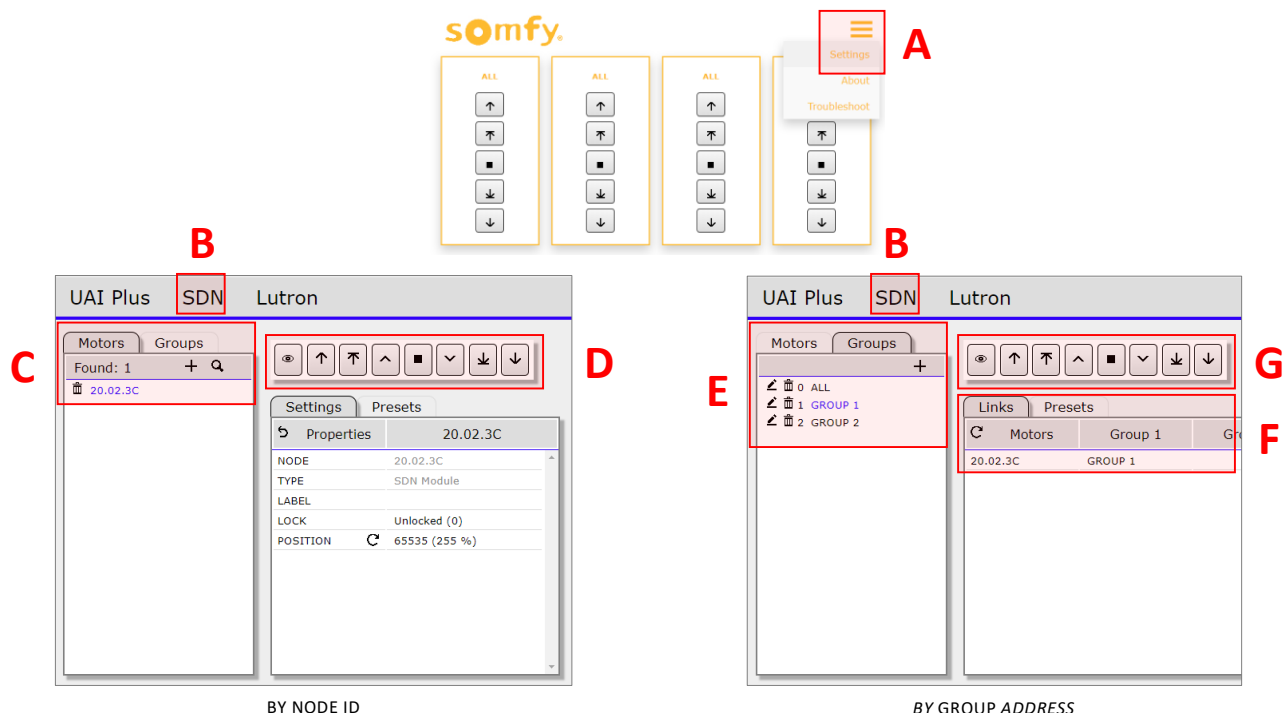 somfy.
A
Settings
About
Troubleshoot
ALL
ALL
ALL
B
B
UAI Plus SDN Lutron
C
Motors Groups
Found: 1
20.02.3C
D
Settings Presets
Properties 20.02.3C
NODE 20.02.3C
TYPE SDN Module
LABEL
LOCK Unlocked (0)
POSITION 65535 (255 %)
BY NODE ID
UAI Plus SDN Lutron
E
Motors Groups
0 ALL
1 GROUP 1
2 GROUP 2
G
Links Presets
F
Motors Group 1 Gro
20.02.3C GROUP 1
BY GROUP ADDRESS